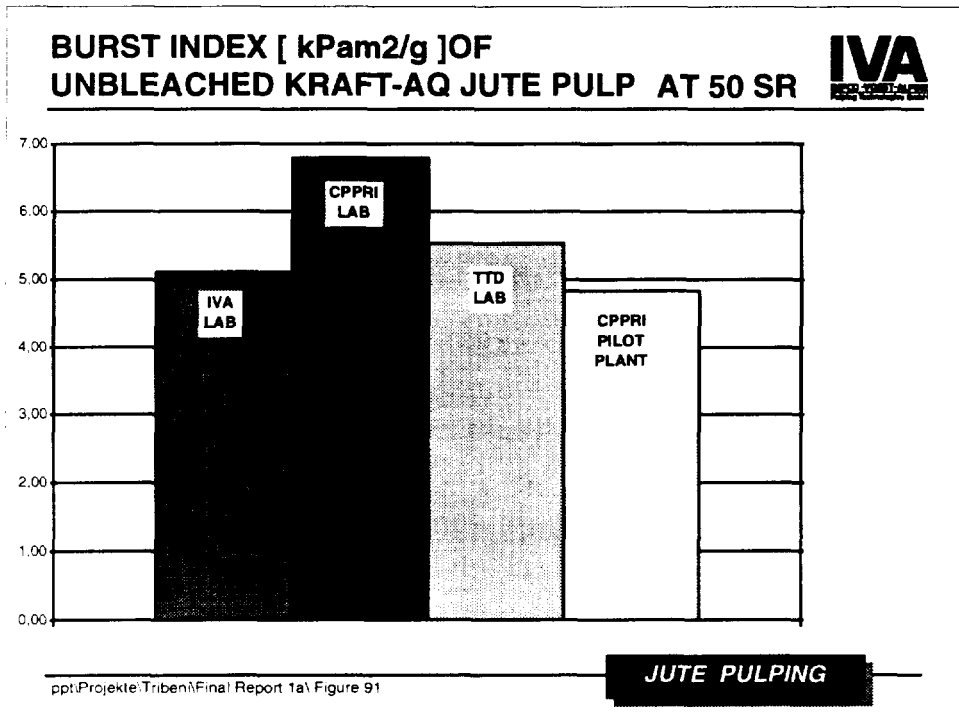 BURST INDEX [ kPam2/g ]OF
UNBLEACHED KRAFT-AQ JUTE PULP AT 50 SR
IVA
7.00
6.00
5.00
4,00
3,00
2,00
1,00
0,00
IVA
LAB
CPPRI
LAB
TTD
LAB
CPPRI
PILOT
PLANT
JUTE PULPING
ppt\Projekte\Tribeni\Final Report 1a\ Figure 91